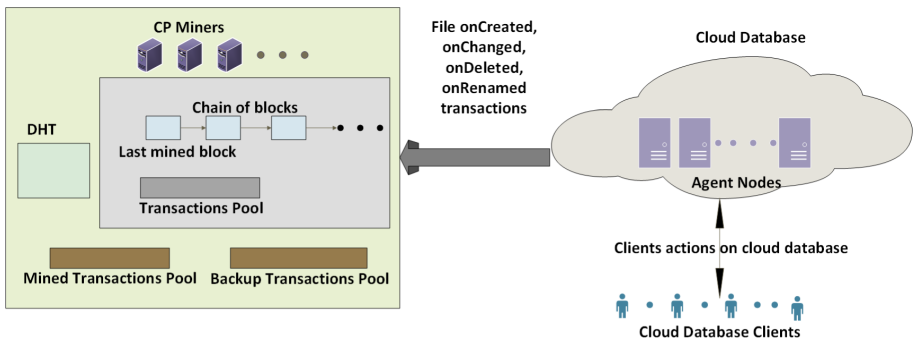 CP Miners
Chain of blocks
Last mined block
Transactions Pool
DHT
Mined Transactions Pool
Backup Transactions Pool
File onCreated,
onChanged,
onDeleted,
onRenamed
transactions
Cloud Database
Agent Nodes
Clients actions on cloud database
Cloud Database Clients